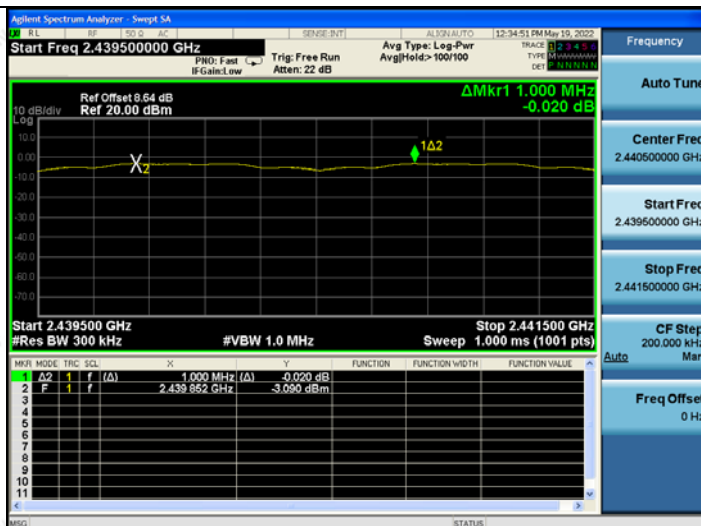 Agilent Spectrum Analyzer - Swept SA
RL RF 50 Ω AC SENSE:INT ALIGN AUTO 12:34:51 PM May 19, 2022
Start Freq 2.439500000 GHz
PNO: Fast
IFGain:Low
Trig: Free Run
Atten: 22 dB
Avg Type: Log-Pwr
Avg|Hold:> 100/100
TRACE 1 2 3 4 5 6
TYPE
DET P N N N N N
Frequency
Auto Tune
Ref Offset 8.64 dB
10 dB/div Ref 20.00 dBm
Log
ΔMkr1 1.000 MHz
-0.020 dB
10.0
0.00
-10.0
-20.0
-30.0
-40.0
-50.0
-60.0
-70.0
X2
1Δ2
Center Freq
2.440500000 GHz
Start Freq
2.439500000 GHz
Stop Freq
2.441500000 GHz
CF Step
200.000 kHz
Auto Man
Freq Offset
0 Hz
Start 2.439500 GHz Stop 2.441500 GHz
#Res BW 300 kHz #VBW 1.0 MHz Sweep 1.000 ms (1001 pts)
MKR MODE TRC SCL X Y FUNCTION FUNCTION WIDTH FUNCTION VALUE
1 Δ2 1 f (Δ) 1.000 MHz (Δ) -0.020 dB
2 F 1 f 2.439 852 GHz -3.090 dBm
3
4
5
6
7
8
9
10
11
MSG STATUS